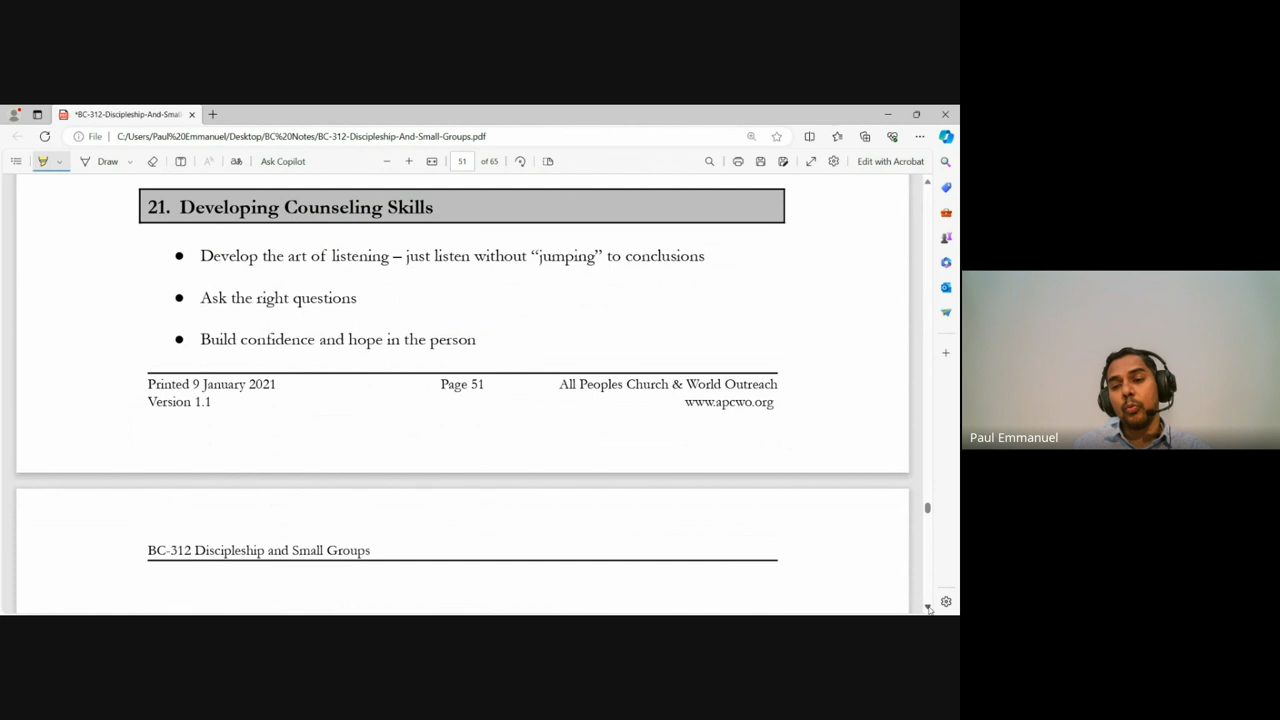 *BC-312-Discipleship-And-Small-
File
C:/Users/Paul%20Emmanuel/Desktop/BC%20Notes/BC-312-Discipleship-And-Small-Groups.pdf
Draw
Ask Copilot
51 of 65
Edit with Acrobat
21. Developing Counseling Skills
● Develop the art of listening – just listen without “jumping” to conclusions
● Ask the right questions
● Build confidence and hope in the person
Printed 9 January 2021 Page 51 All Peoples Church & World Outreach
Version 1.1 www.apcwo.org
BC-312 Discipleship and Small Groups
Paul Emmanuel